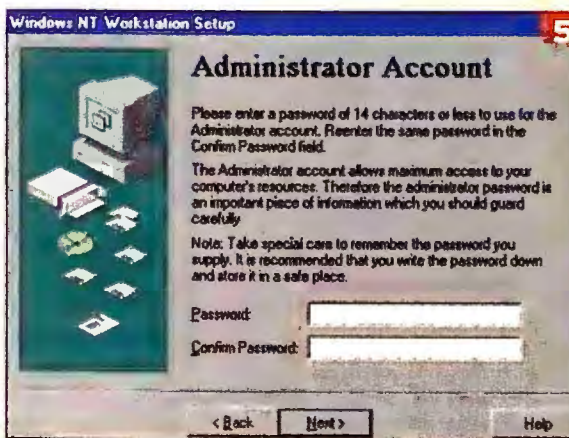 Windows NT Workstation Setup
5
Administrator Account
Please enter a password of 14 characters or less to use for the
Administrator account. Reenter the same password in the
Confirm Password field.
The Administrator account allows maximum access to your
computer's resources. Therefore the administrator password is
an important piece of information which you should guard
carefully
Note: Take special care to remember the password you
supply. It is recommended that you write the password down
and store it in a safe place.
Password:
Confirm Password:
< Back
Next >
Help